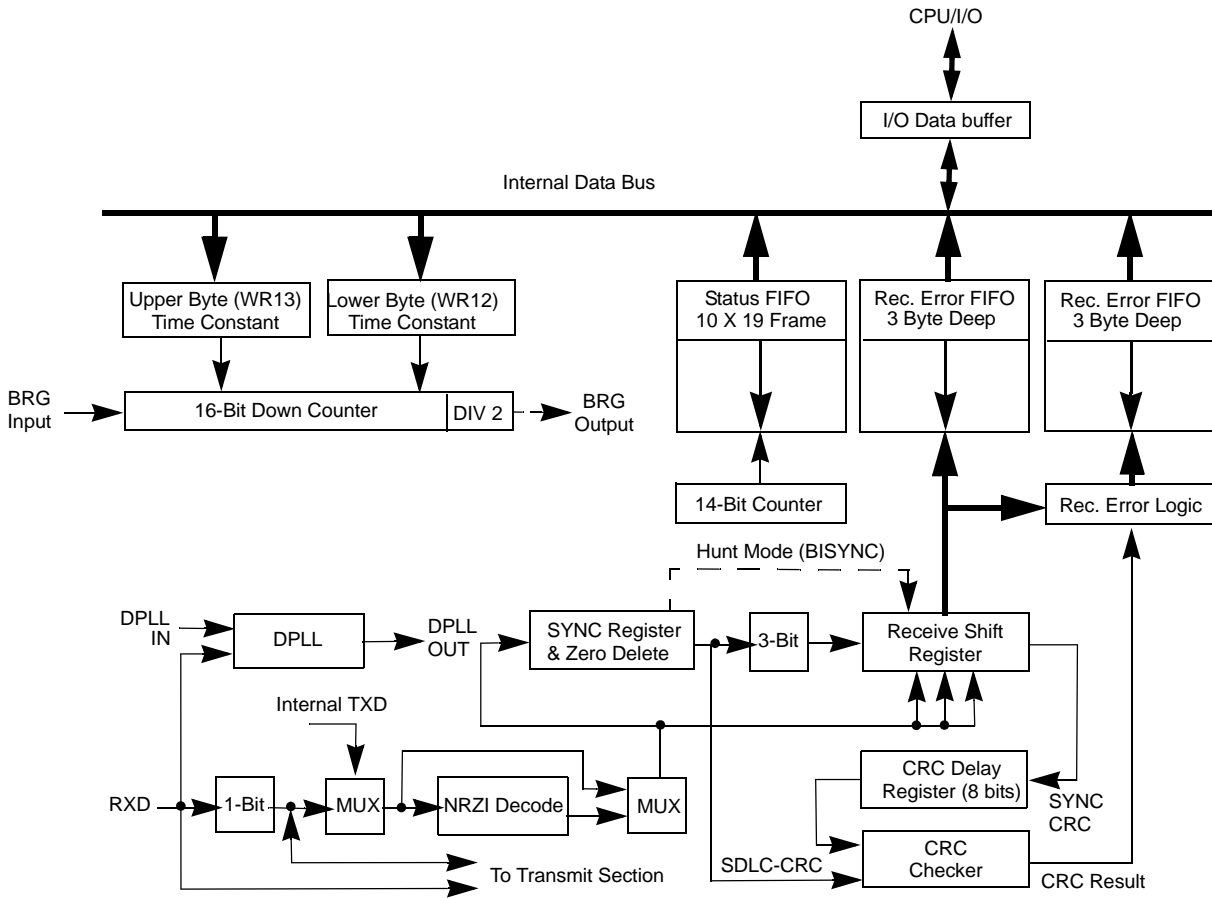 CPU/I/O
I/O Data buffer
Internal Data Bus
Upper Byte (WR13)
Time Constant
Lower Byte (WR12)
Time Constant
Status FIFO
10 X 19 Frame
Rec. Error FIFO
3 Byte Deep
Rec. Error FIFO
3 Byte Deep
BRG
Input
16-Bit Down Counter
DIV 2
BRG
Output
14-Bit Counter
Rec. Error Logic
Hunt Mode (BISYNC)
DPLL
IN
DPLL
DPLL
OUT
SYNC Register
& Zero Delete
3-Bit
Receive Shift
Register
Internal TXD
RXD
1-Bit
MUX
NRZI Decode
MUX
CRC Delay
Register (8 bits)
SYNC
CRC
To Transmit Section
SDLC-CRC
CRC
Checker
CRC Result